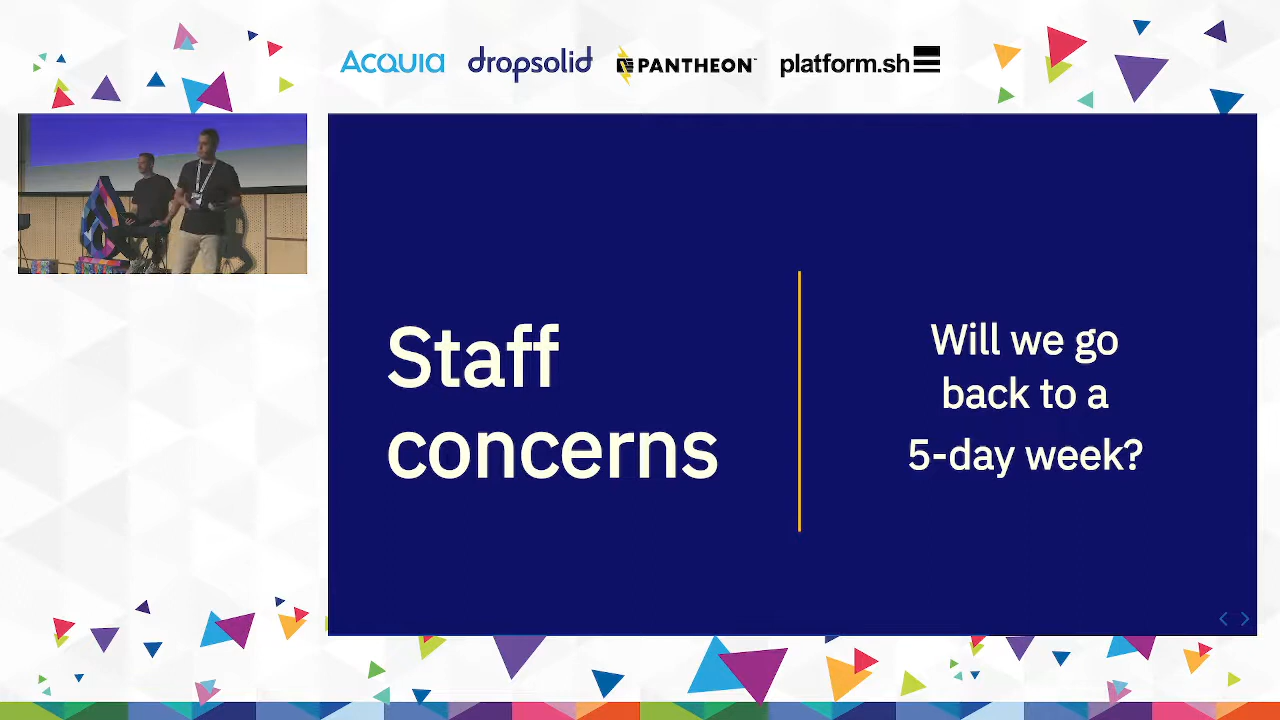 Acquia
dropsolid
PANTHEON
platform.sh
Staff
concerns
Will we go
back to a
5-day week?